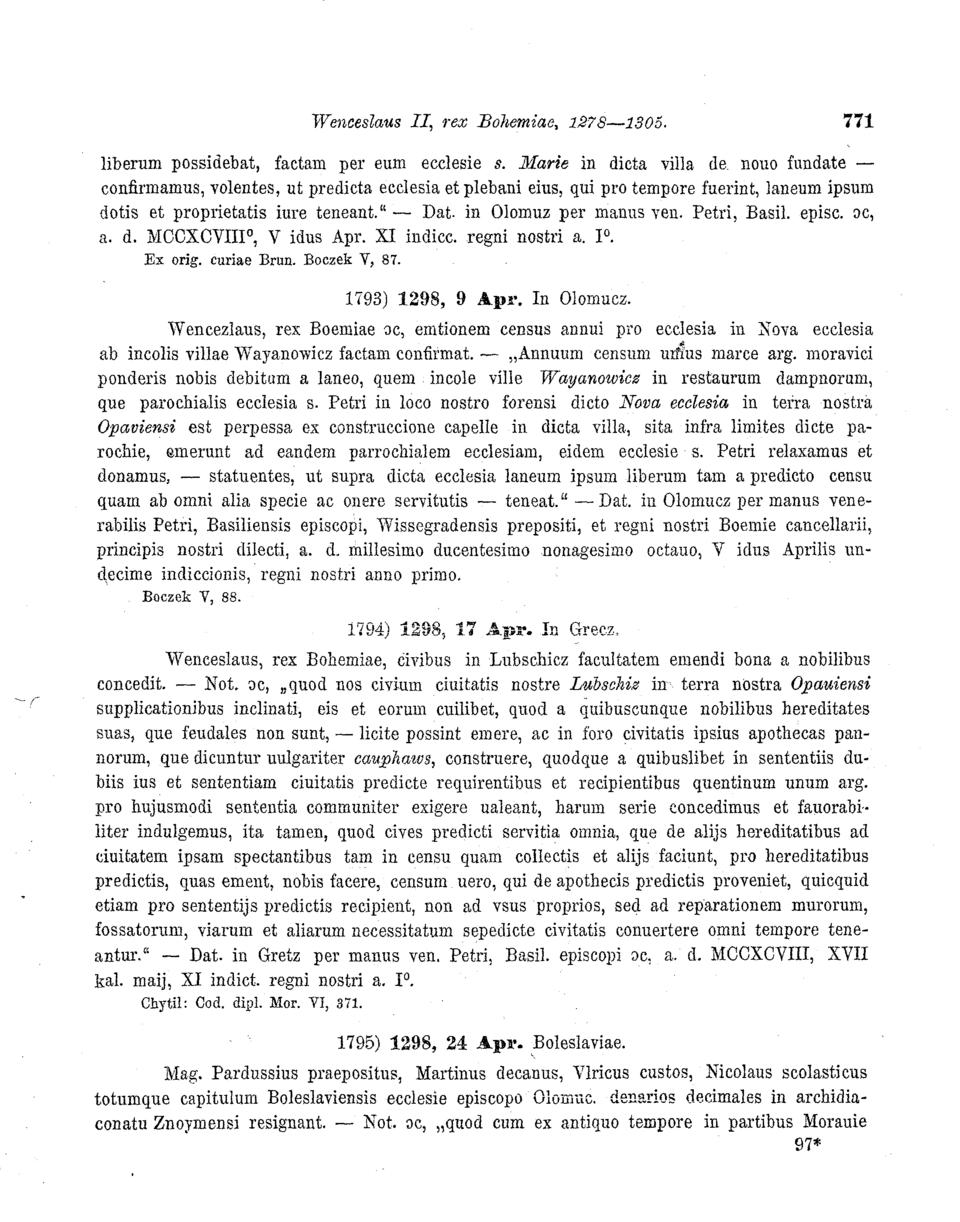 Wenceslaus II, rex Bohemiae, 1278—1305. 771
liberum possidebat, factam per eum ecclesie s. Marie in dicta villa de nouo fundate —
confirmamus, volentes, ut predicta ecclesia et plebani eius, qui pro tempore fuerint, laneum ipsum
dotis et proprietatis iure teneant.“ — Dat. in Olomuz per manus ven. Petri, Basil. episc. ɔc,
a. d. MCCXCVIII⁰, V idus Apr. XI indicc. regni nostri a. I⁰.
Ex orig. curiae Brun. Boczek V, 87.
1793) 1298, 9 Apr. In Olomucz.
Wencezlaus, rex Boemiae ɔc, emtionem census annui pro ecclesia in Nova ecclesia
ab incolis villae Wayanowicz factam confirmat. — „Annuum censum unius marce arg. moravici
ponderis nobis debitum a laneo, quem incole ville Wayanowicz in restaurum dampnorum,
que parochialis ecclesia s. Petri in loco nostro forensi dicto Nova ecclesia in terra nostra
Opaviensi est perpessa ex construccione capelle in dicta villa, sita infra limites dicte pa-
rochie, emerunt ad eandem parrochialem ecclesiam, eidem ecclesie s. Petri relaxamus et
donamus, — statuentes, ut supra dicta ecclesia laneum ipsum liberum tam a predicto censu
quam ab omni alia specie ac onere servitutis — teneat.“ — Dat. in Olomucz per manus vene-
rabilis Petri, Basiliensis episcopi, Wissegradensis prepositi, et regni nostri Boemie cancellarii,
principis nostri dilecti, a. d. millesimo ducentesimo nonagesimo octauo, V idus Aprilis un-
decime indiccionis, regni nostri anno primo.
Boczek V, 88.
1794) 1298, 17 Apr. In Grecz.
Wenceslaus, rex Bohemiae, civibus in Lubschicz facultatem emendi bona a nobilibus
concedit. — Not. ɔc, „quod nos civium ciuitatis nostre Lubschiz in terra nostra Opauiensi
supplicationibus inclinati, eis et eorum cuilibet, quod a quibuscunque nobilibus hereditates
suas, que feudales non sunt, — licite possint emere, ac in foro civitatis ipsius apothecas pan-
norum, que dicuntur uulgariter cauphaws, construere, quodque a quibuslibet in sententiis du-
biis ius et sententiam ciuitatis predicte requirentibus et recipientibus quentinum unum arg.
pro hujusmodi sententia communiter exigere ualeant, harum serie concedimus et fauorabi-
liter indulgemus, ita tamen, quod cives predicti servitia omnia, que de alijs hereditatibus ad
ciuitatem ipsam spectantibus tam in censu quam collectis et alijs faciunt, pro hereditatibus
predictis, quas ement, nobis facere, censum uero, qui de apothecis predictis proveniet, quicquid
etiam pro sententijs predictis recipient, non ad vsus proprios, sed ad reparationem murorum,
fossatorum, viarum et aliarum necessitatum sepedicte civitatis conuertere omni tempore tene-
antur.“ — Dat. in Gretz per manus ven. Petri, Basil. episcopi ɔc, a. d. MCCXCVIII, XVII
kal. maij, XI indict. regni nostri a. I⁰.
Chytil: Cod. dipl. Mor. VI, 371.
1795) 1298, 24 Apr. Boleslaviae.
Mag. Pardussius praepositus, Martinus decanus, Vlricus custos, Nicolaus scolasticus
totumque capitulum Boleslaviensis ecclesie episcopo Olomuc. denarios decimales in archidia-
conatu Znoymensi resignant. — Not. ɔc, „quod cum ex antiquo tempore in partibus Morauie
97*